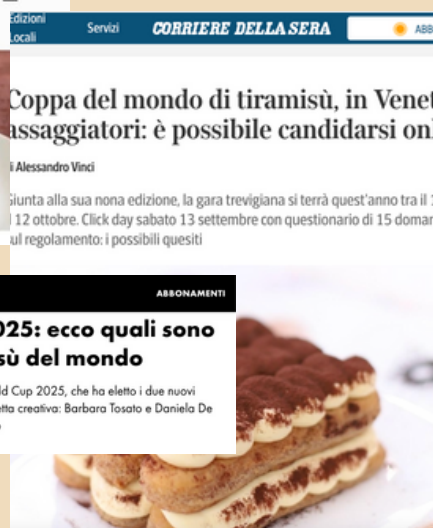 Edizioni
Locali
Servizi
CORRIERE DELLA SERA
ABB
Coppa del mondo di tiramisù, in Venet
assaggiatori: è possibile candidarsi onl
di Alessandro Vinci
Giunta alla sua nona edizione, la gara trevigiana si terrà quest'anno tra il 1
l 12 ottobre. Click day sabato 13 settembre con questionario di 15 domar
sul regolamento: i possibili quesiti
ABBONAMENTI
025: ecco quali sono
sù del mondo
ld Cup 2025, che ha eletto i due nuovi
etta creativa: Barbara Tosato e Daniela De